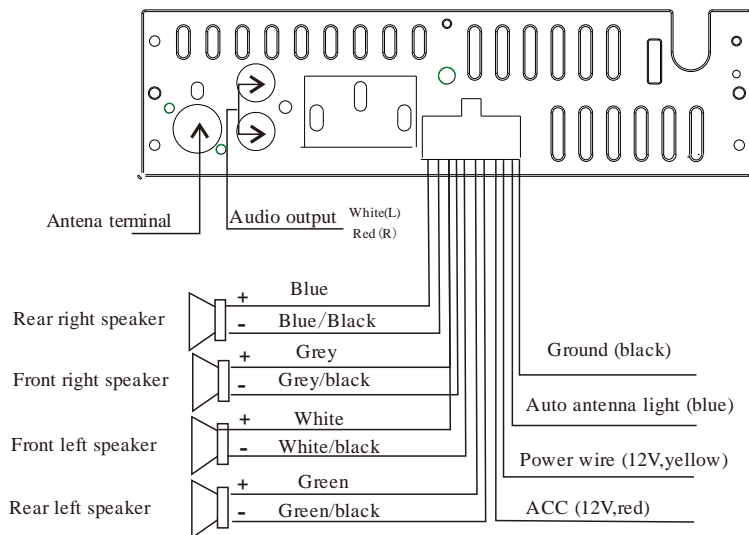 Antena terminal
Audio output
White(L)
Red(R)
Rear right speaker
+ Blue
- Blue/Black
Front right speaker
+ Grey
- Grey/black
Front left speaker
+ White
- White/black
Rear left speaker
+ Green
- Green/black
Ground (black)
Auto antenna light (blue)
Power wire (12V,yellow)
ACC (12V,red)